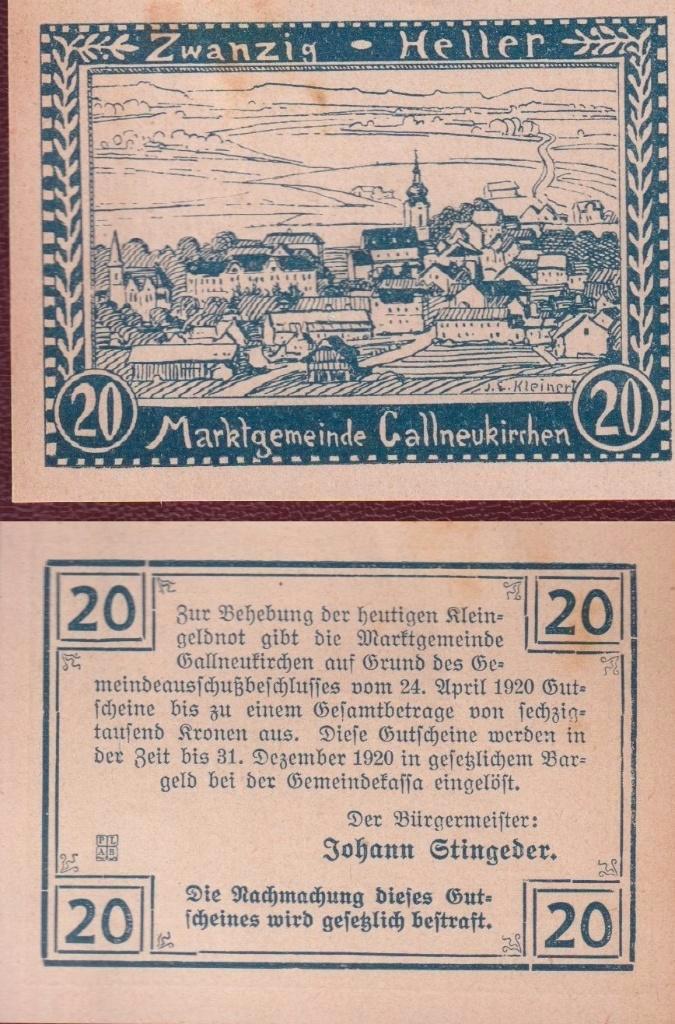 Zwanzig • Heller
J. E. Kleinert
20
Marktgemeinde Gallneukirchen
20
20
20
Zur Behebung der heutigen Klein=
geldnot gibt die Marktgemeinde
Gallneukirchen auf Grund des Ge=
meindeausschußbeschlusses vom 24. April 1920 Gut=
scheine bis zu einem Gesamtbetrage von sechzig=
tausend Kronen aus. Diese Gutscheine werden in
der Zeit bis 31. Dezember 1920 in gesetzlichem Bar=
geld bei der Gemeindekassa eingelöst.
Der Bürgermeister:
Johann Stingeder.
20
Die Nachmachung dieses Gut=
scheines wird gesetzlich bestraft.
20